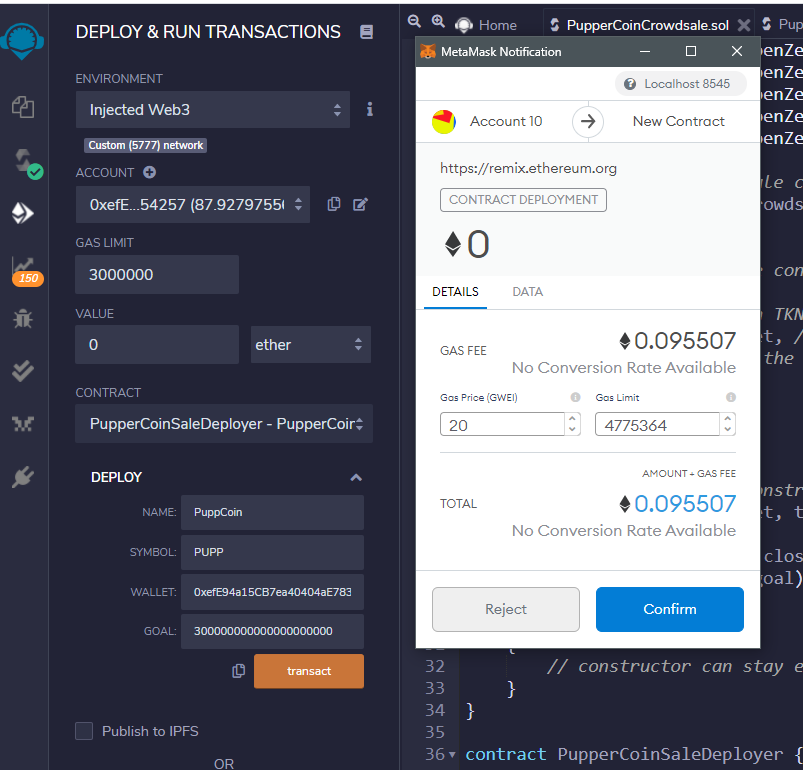 DEPLOY & RUN TRANSACTIONS
ENVIRONMENT
Injected Web3
Custom (5777) network
ACCOUNT
0xefE...54257 (87.92797556
GAS LIMIT
3000000
150
VALUE
0
ether
CONTRACT
PupperCoinSaleDeployer - PupperCoin
DEPLOY
NAME:
PuppCoin
SYMBOL:
PUPP
WALLET:
0xefE94a15CB7ea40404aE783
GOAL:
300000000000000000000
transact
Publish to IPFS
OR
Home
PupperCoinCrowdsale.sol
Pup
MetaMask Notification
Localhost 8545
Account 10
New Contract
https://remix.ethereum.org
CONTRACT DEPLOYMENT
0
DETAILS
DATA
GAS FEE
0.095507
No Conversion Rate Available
Gas Price (GWEI)
Gas Limit
20
4775364
AMOUNT + GAS FEE
TOTAL
0.095507
No Conversion Rate Available
Reject
Confirm
penZe
penZe
penZe
penZe
penZe
le c
rowds
con
TKN
et, /
the
onstr
et, t
clos
goal)
32 // constructor can stay e
33 }
34 }
35
36 contract PupperCoinSaleDeployer {